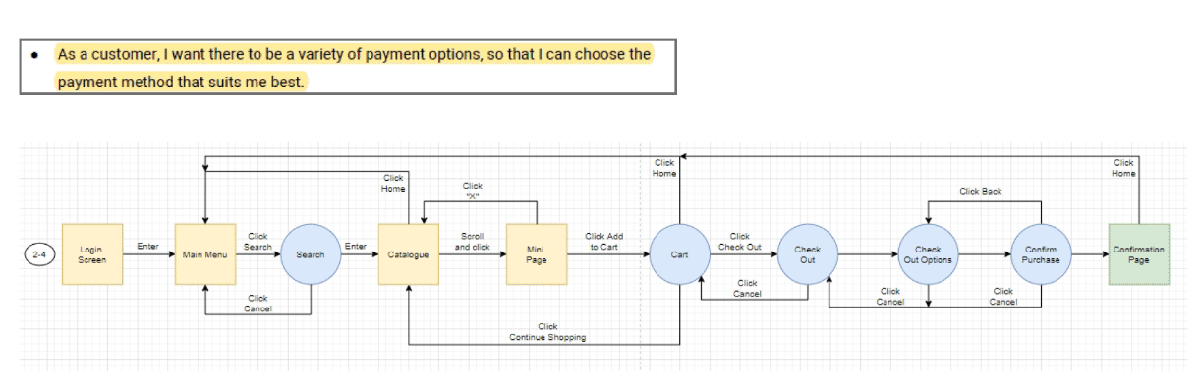 ● As a customer, I want there to be a variety of payment options, so that I can choose the
payment method that suits me best.
Click
Home
Click
Home
Click
Home
Click
"X"
Click Back
2-4
Login
Screen
Enter
Main Menu
Click
Search
Search
Enter
Catalogue
Scroll
and click
Mini
Page
Click Add
to Cart
Cart
Click
Check Out
Check
Out
Check
Out Options
Confirm
Purchase
Confirmation
Page
Click
Cancel
Click
Cancel
Click
Cancel
Click
Cancel
Click
Continue Shopping